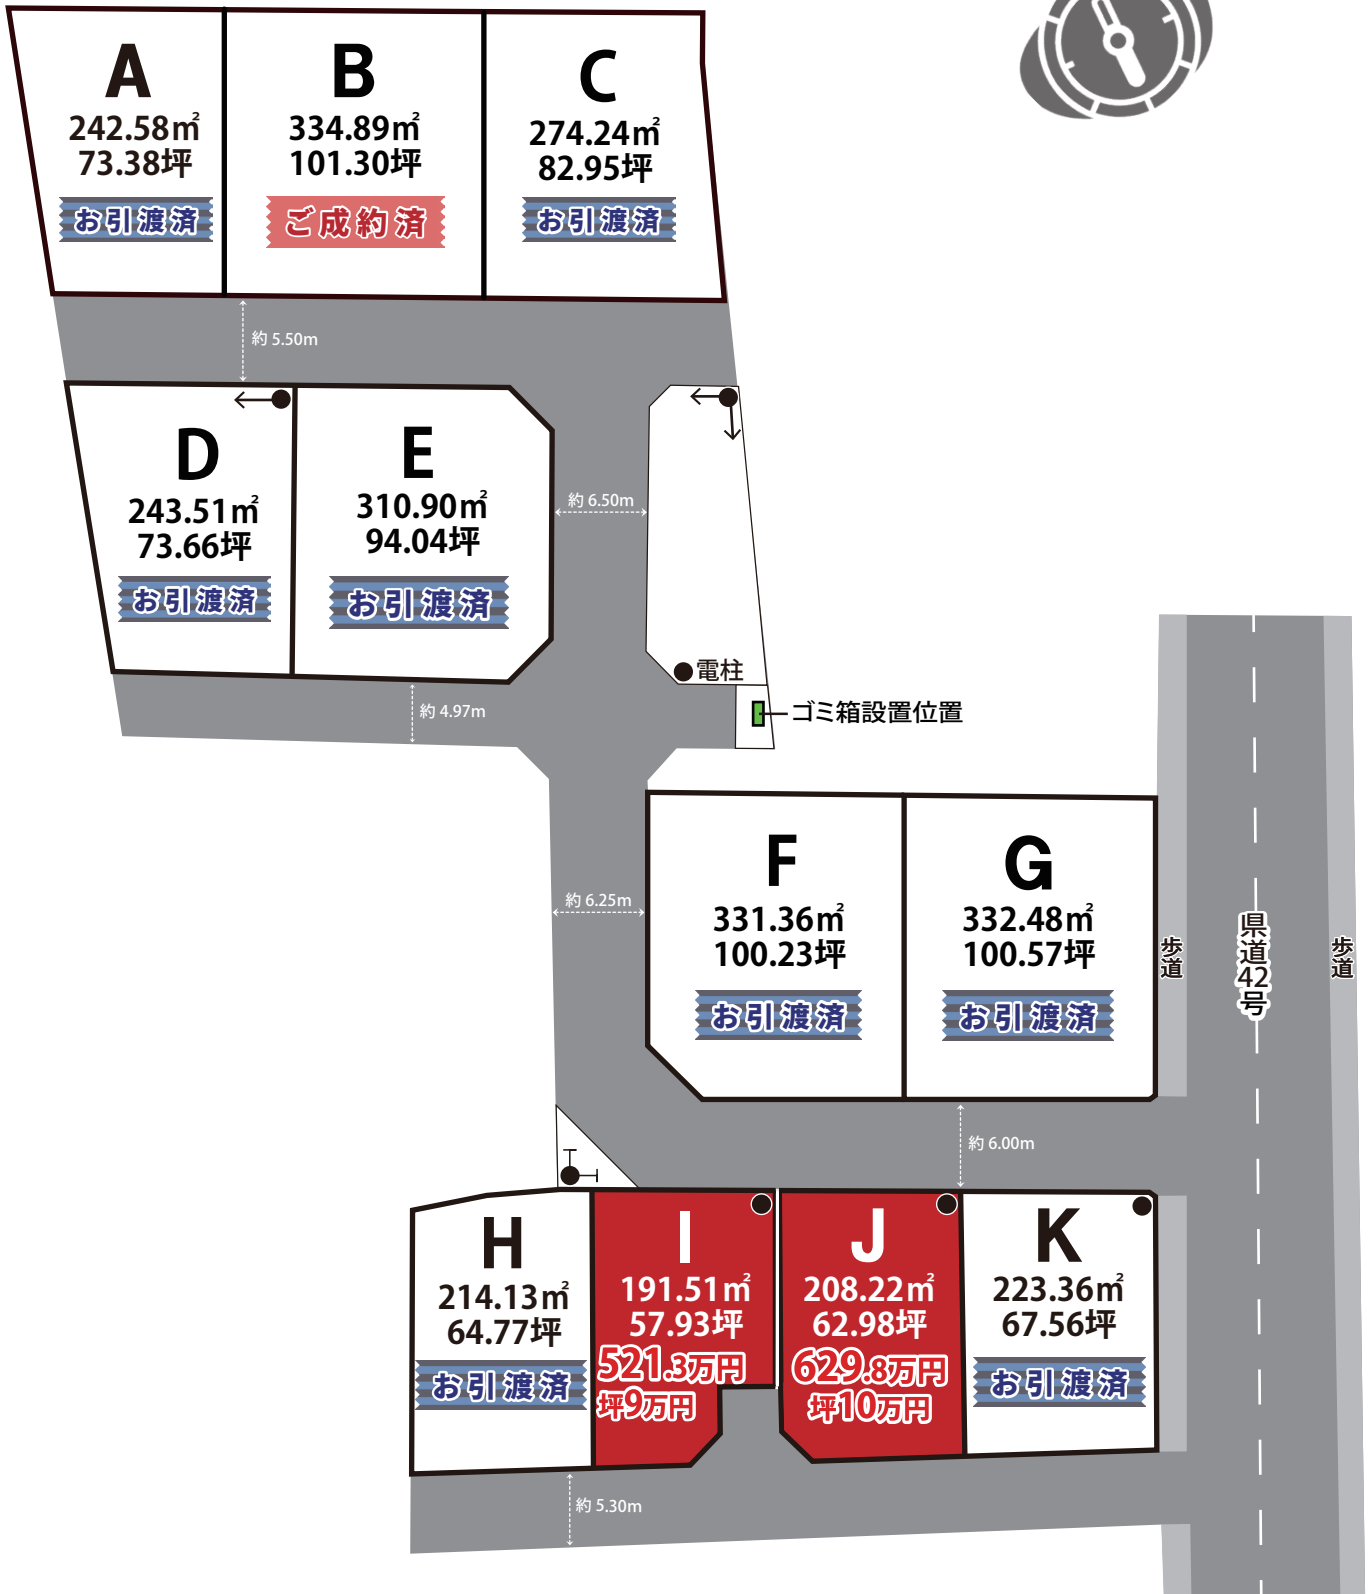 A
242.58㎡
73.38坪
お引渡済
B
334.89㎡
101.30坪
ご成約済
C
274.24㎡
82.95坪
お引渡済
約 5.50m
D
243.51㎡
73.66坪
お引渡済
E
310.90㎡
94.04坪
お引渡済
約 6.50m
電柱
約 4.97m
ゴミ箱設置位置
F
331.36㎡
100.23坪
お引渡済
G
332.48㎡
100.57坪
お引渡済
約 6.25m
歩道
県道42号
歩道
約 6.00m
H
214.13㎡
64.77坪
お引渡済
I
191.51㎡
57.93坪
521.3万円
坪9万円
J
208.22㎡
62.98坪
629.8万円
坪10万円
K
223.36㎡
67.56坪
お引渡済
約 5.30m